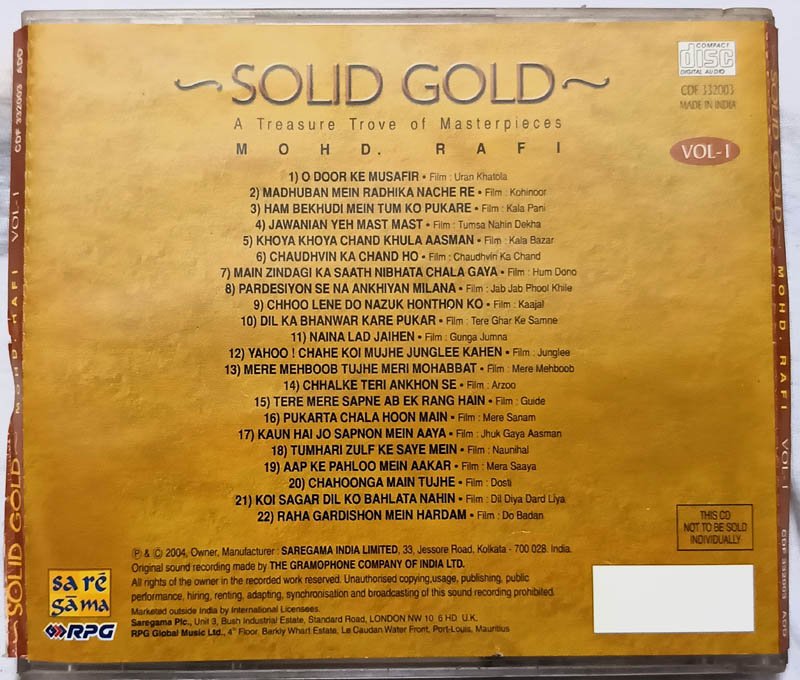 COMPACT
disc
DIGITAL AUDIO
CDF 332003
MADE IN INDIA
~SOLID GOLD~
A Treasure Trove of Masterpieces
MOHD. RAFI
VOL-1
1) O DOOR KE MUSAFIR • Film : Uran Khatola
2) MADHUBAN MEIN RADHIKA NACHE RE • Film : Kohinoor
3) HAM BEKHUDI MEIN TUM KO PUKARE • Film : Kala Pani
4) JAWANIAN YEH MAST MAST • Film : Tumsa Nahin Dekha
5) KHOYA KHOYA CHAND KHULA AASMAN • Film : Kala Bazar
6) CHAUDHVIN KA CHAND HO • Film : Chaudhvin Ka Chand
7) MAIN ZINDAGI KA SAATH NIBHATA CHALA GAYA • Film : Hum Dono
8) PARDESIYON SE NA ANKHIYAN MILANA • Film : Jab Jab Phool Khile
9) CHHOO LENE DO NAZUK HONTHON KO • Film : Kaajal
10) DIL KA BHANWAR KARE PUKAR • Film : Tere Ghar Ke Samne
11) NAINA LAD JAIHEN • Film : Gunga Jumna
12) YAHOO ! CHAHE KOI MUJHE JUNGLEE KAHEN • Film : Junglee
13) MERE MEHBOOB TUJHE MERI MOHABBAT • Film : Mere Mehboob
14) CHHALKE TERI ANKHON SE • Film : Arzoo
15) TERE MERE SAPNE AB EK RANG HAIN • Film : Guide
16) PUKARTA CHALA HOON MAIN • Film : Mere Sanam
17) KAUN HAI JO SAPNON MEIN AAYA • Film : Jhuk Gaya Aasman
18) TUMHARI ZULF KE SAYE MEIN • Film : Naunihal
19) AAP KE PAHLOO MEIN AAKAR • Film : Mera Saaya
20) CHAHOONGA MAIN TUJHE • Film : Dosti
21) KOI SAGAR DIL KO BAHLATA NAHIN • Film : Dil Diya Dard Liya
22) RAHA GARDISHON MEIN HARDAM • Film : Do Badan
THIS CD
NOT TO BE SOLD
INDIVIDUALLY
℗ & © 2004, Owner, Manufacturer : SAREGAMA INDIA LIMITED, 33, Jessore Road, Kolkata - 700 028. India.
Original sound recording made by THE GRAMOPHONE COMPANY OF INDIA LTD.
All rights of the owner in the recorded work reserved. Unauthorised copying,usage, publishing, public
performance, hiring, renting, adapting, synchronisation and broadcasting of this sound recording prohibited.
Marketed outside India by International Licensees.
Saregama Plc., Unit 3, Bush Industrial Estate, Standard Road, LONDON NW 10 6 HD U.K.
RPG Global Music Ltd., 4th Floor, Barkly Wharf Estate, Le Caudan Water Front, Port-Louis, Mauritius
sa rē
gāma
RPG
~SOLID GOLD~ MOHD. RAFI VOL-1 CDF 332003 ADD
SOLID GOLD~ MOHD. RAFI VOL-1 CDF 332003 ADD